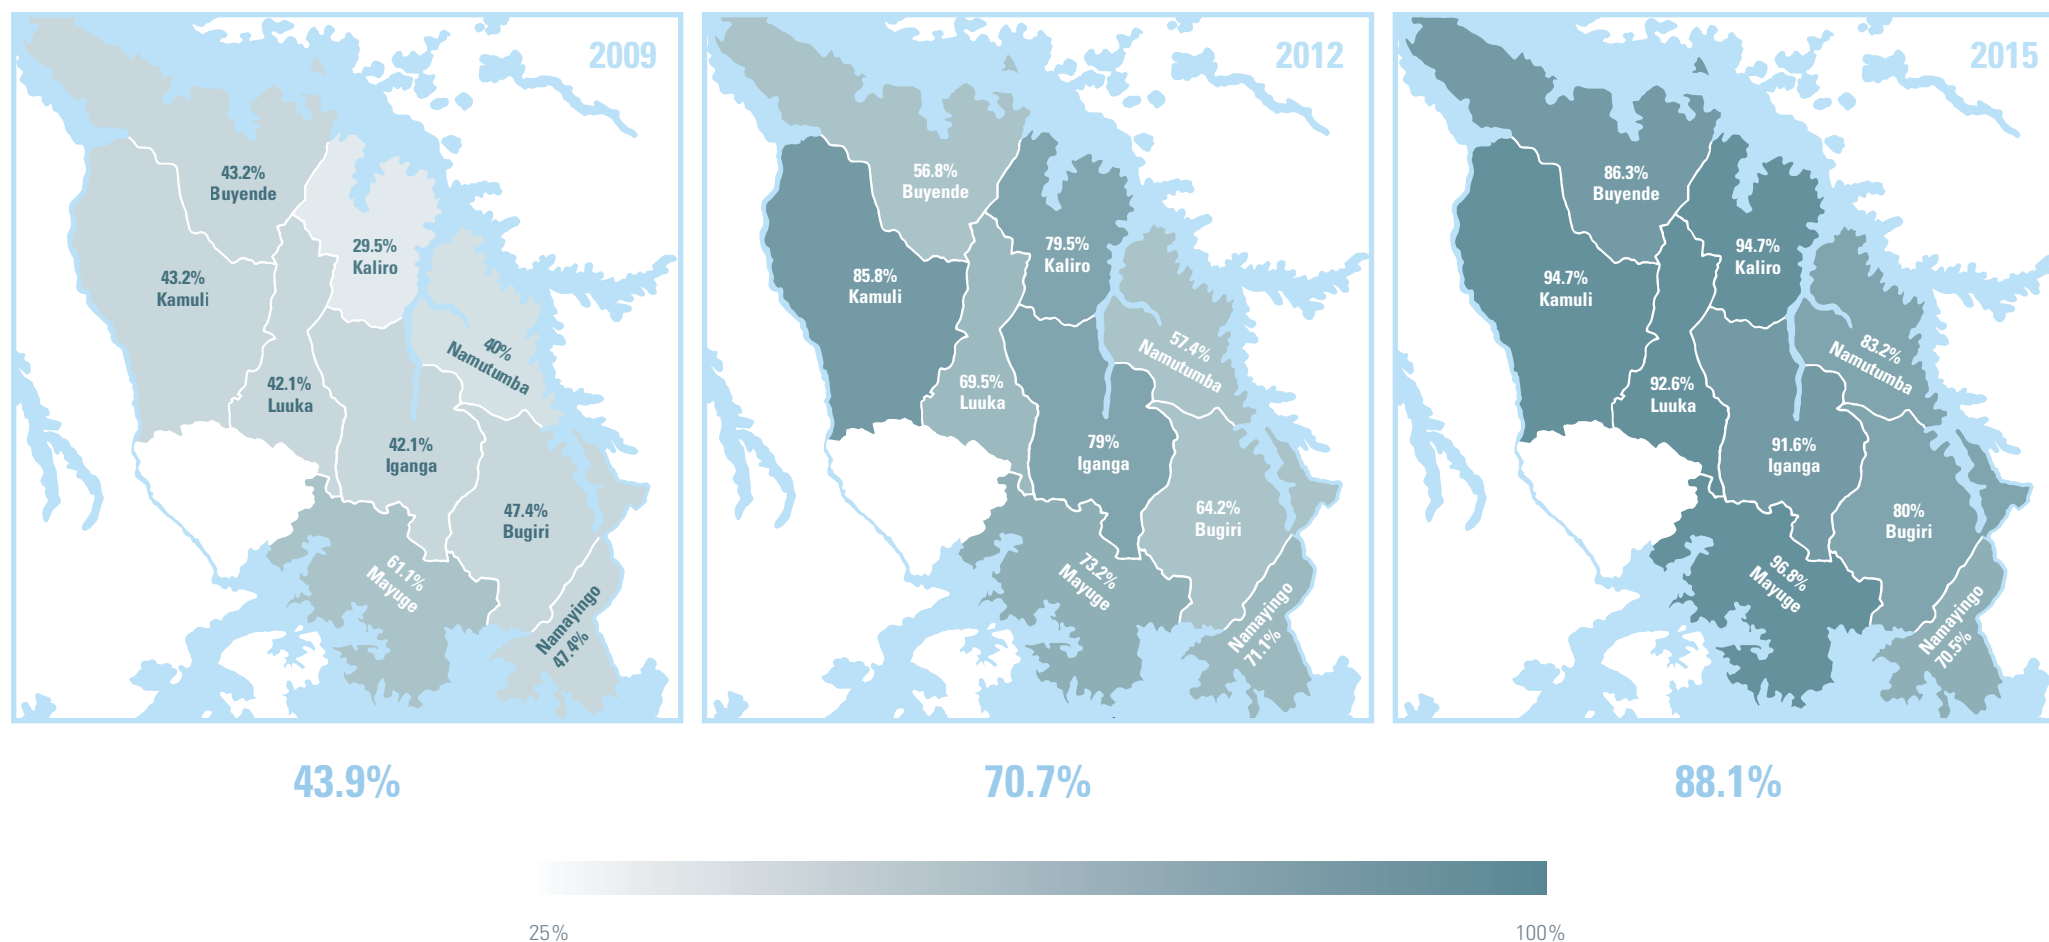 2009
43.2%
Buyende
29.5%
Kaliro
43.2%
Kamuli
40%
Namutumba
42.1%
Luuka
42.1%
Iganga
47.4%
Bugiri
61.1%
Mayuge
Namayingo
47.4%
2012
56.8%
Buyende
79.5%
Kaliro
85.8%
Kamuli
57.4%
Namutumba
69.5%
Luuka
79%
Iganga
64.2%
Bugiri
73.2%
Mayuge
Namayingo
71.1%
2015
86.3%
Buyende
94.7%
Kaliro
94.7%
Kamuli
83.2%
Namutumba
92.6%
Luuka
91.6%
Iganga
80%
Bugiri
96.8%
Mayuge
Namayingo
70.5%
43.9%
70.7%
88.1%
25%
100%